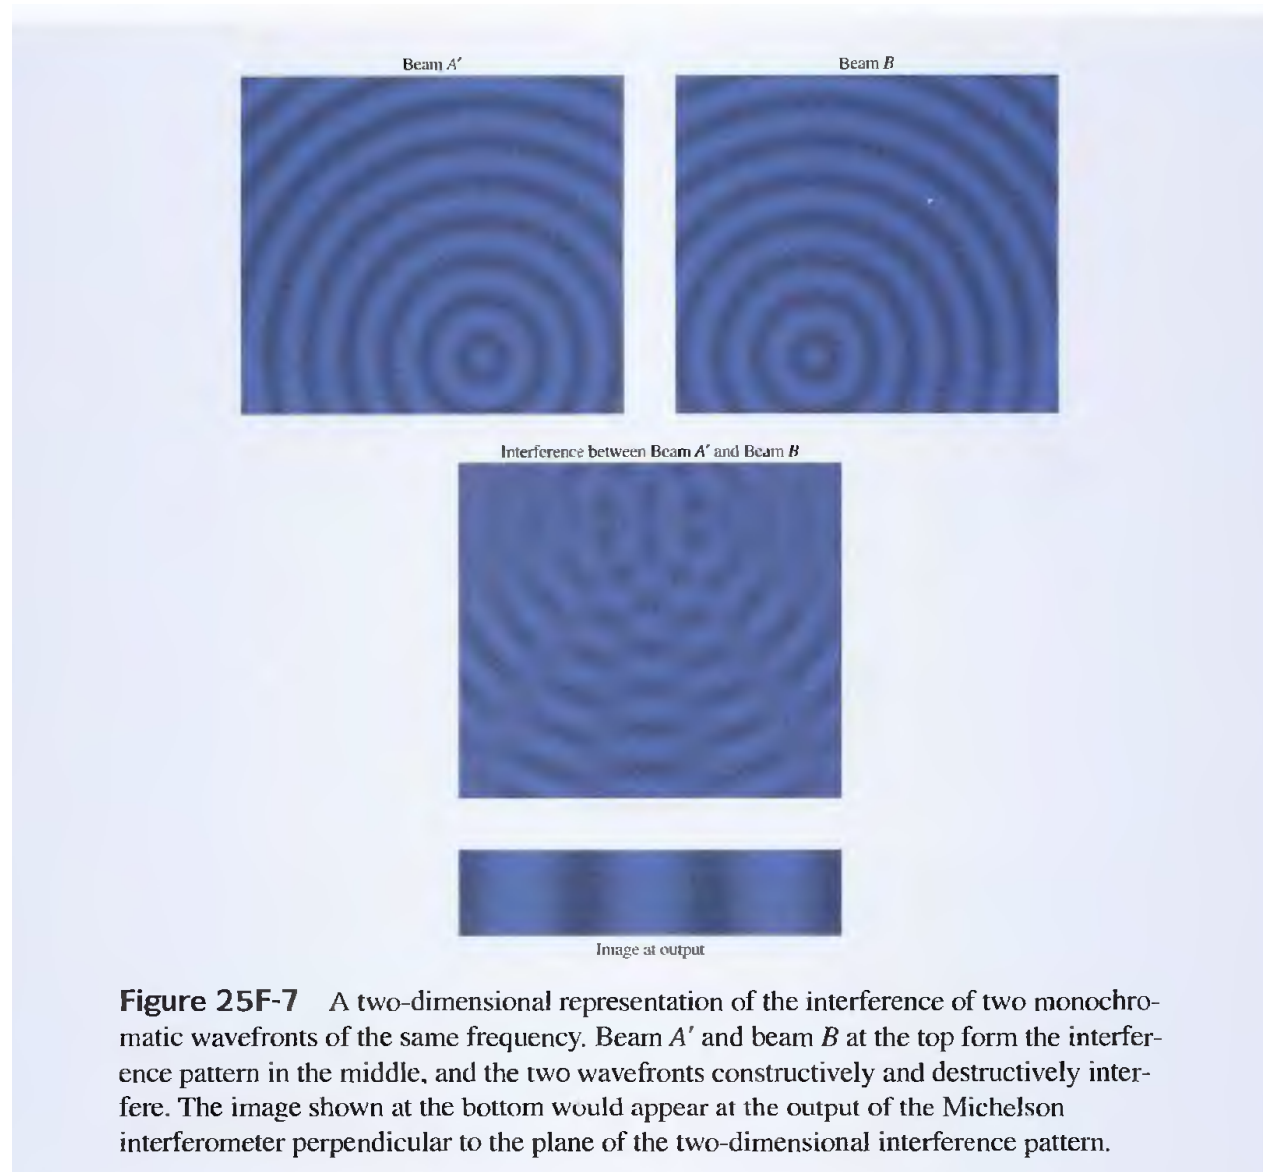 Beam A′
Beam B
Interference between Beam A′ and Beam B
Image at output
Figure 25F-7 A two-dimensional representation of the interference of two monochro-
matic wavefronts of the same frequency. Beam A′ and beam B at the top form the interfer-
ence pattern in the middle, and the two wavefronts constructively and destructively inter-
fere. The image shown at the bottom would appear at the output of the Michelson
interferometer perpendicular to the plane of the two-dimensional interference pattern.